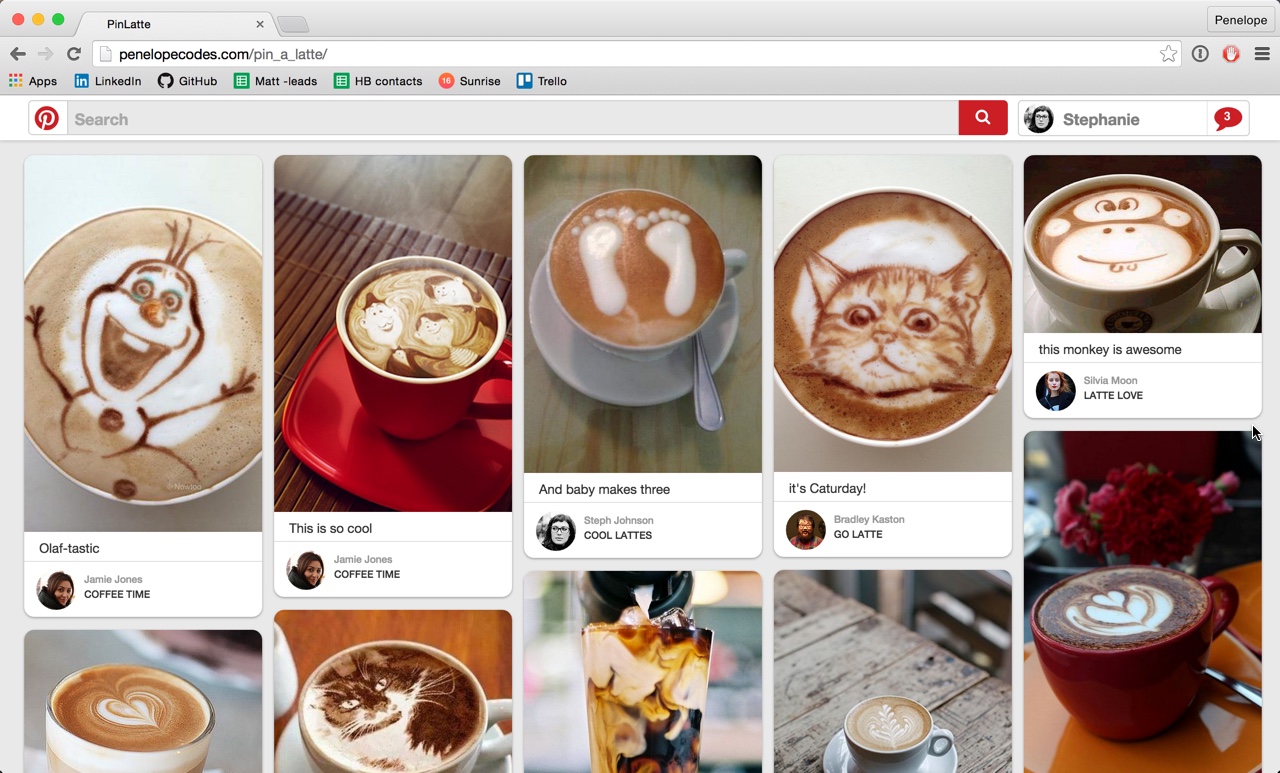 PinLatte
Penelope
penelopecodes.com/pin_a_latte/
Apps
LinkedIn
GitHub
Matt -leads
HB contacts
16
Sunrise
Trello
Search
Stephanie
3
Olaf-tastic
Jamie Jones
COFFEE TIME
This is so cool
Jamie Jones
COFFEE TIME
And baby makes three
Steph Johnson
COOL LATTES
it's Caturday!
Bradley Kaston
GO LATTE
this monkey is awesome
Silvia Moon
LATTE LOVE